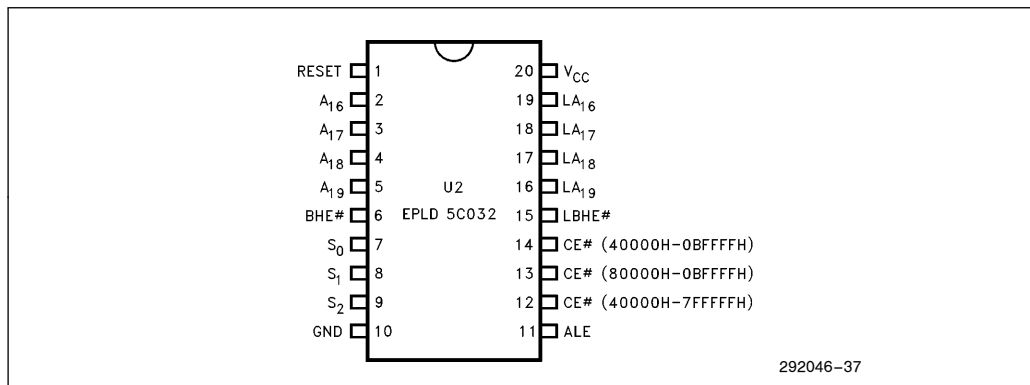 RESET 1 20 VCC
A16 2 19 LA16
A17 3 18 LA17
A18 4 17 LA18
A19 5 U2 16 LA19
BHE# 6 EPLD 5C032 15 LBHE#
S0 7 14 CE# (40000H-0BFFFFH)
S1 8 13 CE# (80000H-0BFFFFH)
S2 9 12 CE# (40000H-7FFFFFH)
GND 10 11 ALE
292046-37